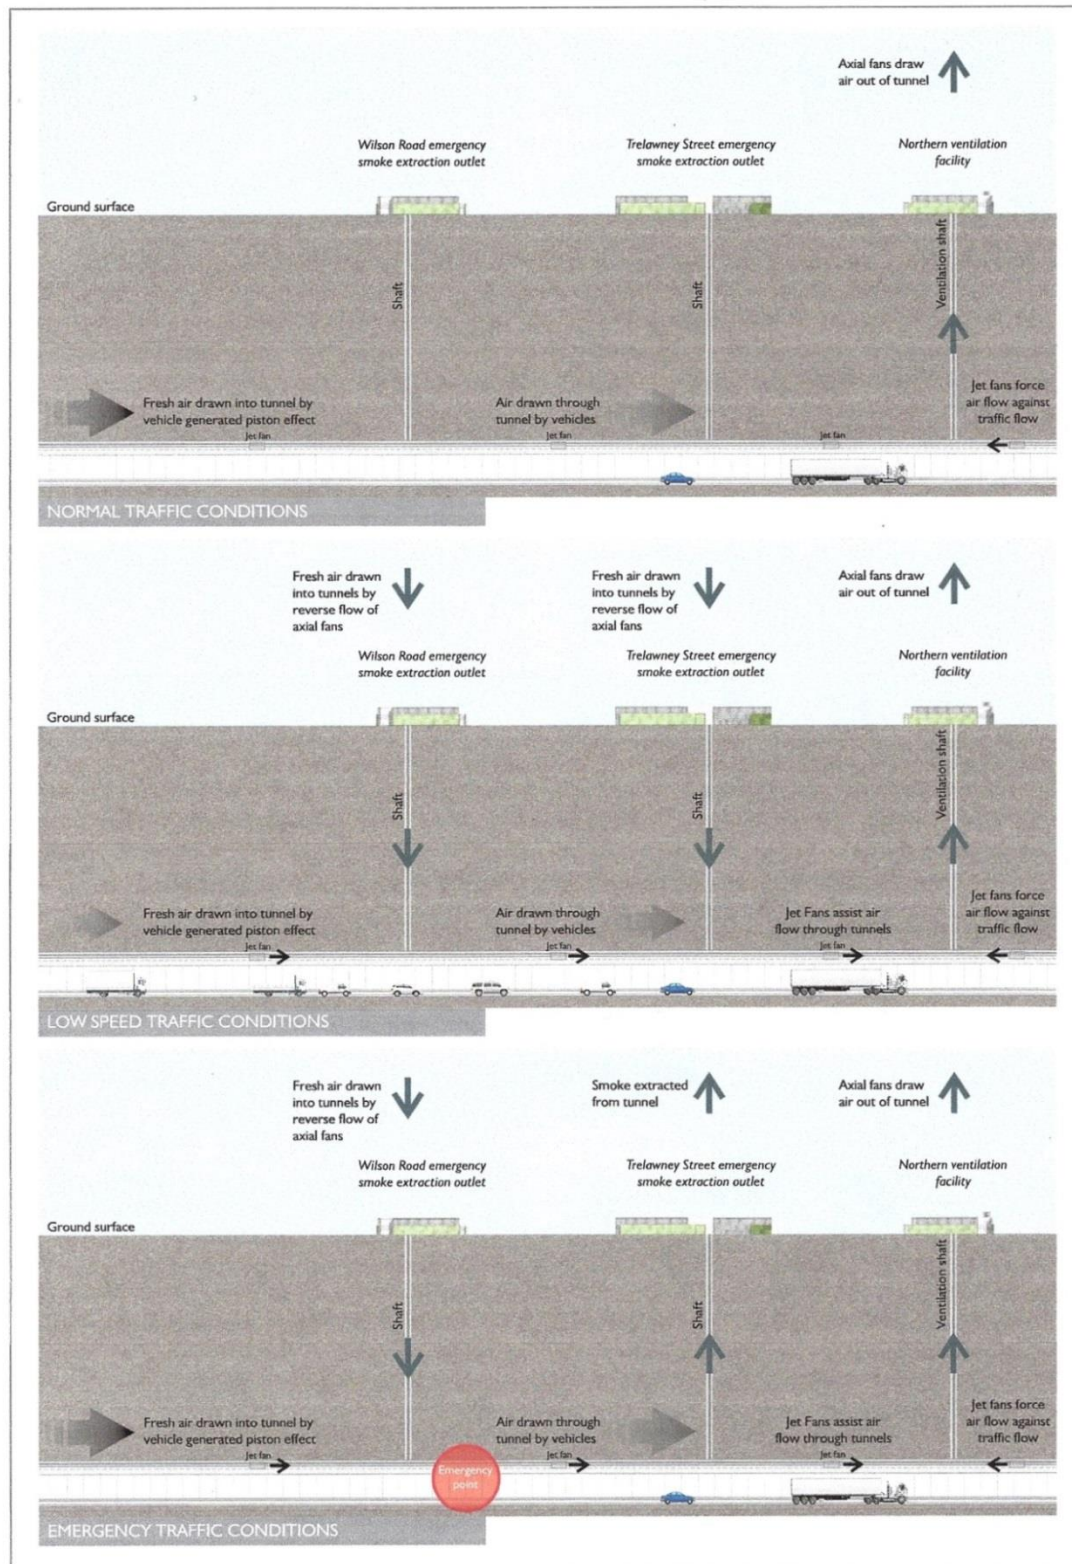 Axial fans draw
air out of tunnel
Wilson Road emergency
smoke extraction outlet
Trelawney Street emergency
smoke extraction outlet
Northern ventilation
facility
Ground surface
Shaft
Shaft
Ventilation shaft
Fresh air drawn into tunnel by
vehicle generated piston effect
Air drawn through
tunnel by vehicles
Jet fans force
air flow against
traffic flow
Jet fan
Jet fan
Jet fan
NORMAL TRAFFIC CONDITIONS
Fresh air drawn
into tunnels by
reverse flow of
axial fans
Fresh air drawn
into tunnels by
reverse flow of
axial fans
Axial fans draw
air out of tunnel
Wilson Road emergency
smoke extraction outlet
Trelawney Street emergency
smoke extraction outlet
Northern ventilation
facility
Ground surface
Shaft
Shaft
Ventilation shaft
Fresh air drawn into tunnel by
vehicle generated piston effect
Air drawn through
tunnel by vehicles
Jet Fans assist air
flow through tunnels
Jet fans force
air flow against
traffic flow
Jet fan
Jet fan
Jet fan
LOW SPEED TRAFFIC CONDITIONS
Fresh air drawn
into tunnels by
reverse flow of
axial fans
Smoke extracted
from tunnel
Axial fans draw
air out of tunnel
Wilson Road emergency
smoke extraction outlet
Trelawney Street emergency
smoke extraction outlet
Northern ventilation
facility
Ground surface
Shaft
Shaft
Ventilation shaft
Fresh air drawn into tunnel by
vehicle generated piston effect
Air drawn through
tunnel by vehicles
Jet Fans assist air
flow through tunnels
Jet fans force
air flow against
traffic flow
Jet fan
Jet fan
Jet fan
Emergency
point
EMERGENCY TRAFFIC CONDITIONS